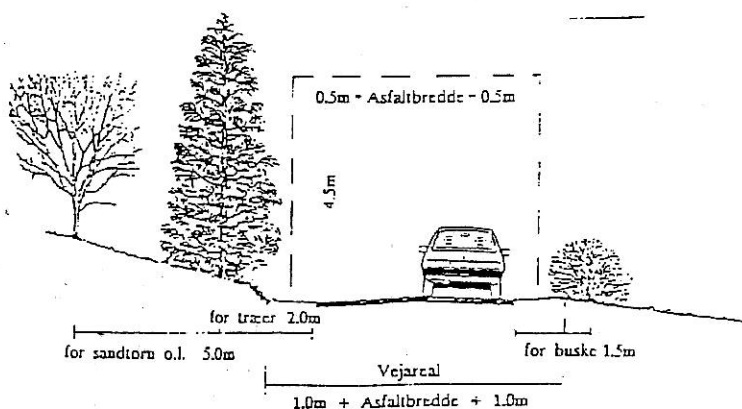 0.5m - Asfaltbredde - 0.5m
4.5m
for træer 2.0m
for sandtorn o.l. 5.0m
for buske 1.5m
Vejareal
1.0m + Asfaltbredde + 1.0m